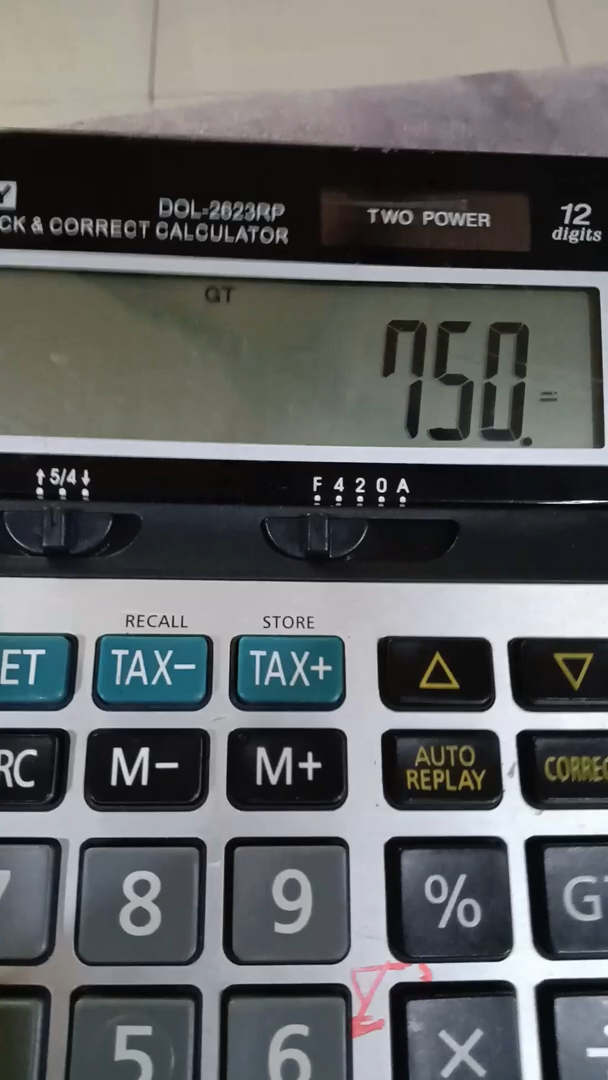 Y
DOL-2623RP
CK & CORRECT CALCULATOR
TWO POWER
12
digits
GT
750.
=
↑5/4↓
F 4 2 0 A
RECALL
STORE
ET
TAX−
TAX+
△
▽
RC
M−
M+
AUTO
REPLAY
CORREC
7
8
9
%
GT
5
6
×
÷